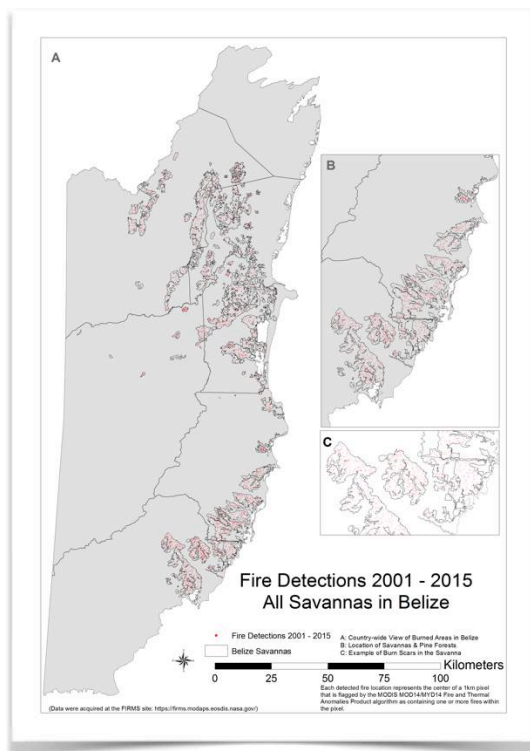 A
B
C
Fire Detections 2001 - 2015
All Savannas in Belize
Fire Detections 2001 - 2015
Belize Savannas
A: Country-wide View of Burned Areas in Belize
B: Location of Savannas & Pine Forests
C: Example of Burn Scars in the Savanna
Kilometers
0 25 50 75 100
Each detected fire location represents the center of a 1km pixel
that is flagged by the MODIS MOD14/MYD14 Fire and Thermal
Anomalies Product algorithm as containing one or more fires within
the pixel.
(Data were acquired at the FIRMS site: https://firms.modaps.eosdis.nasa.gov/)